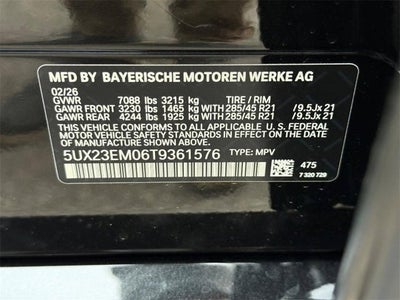 MFD BY BAYERISCHE MOTOREN WERKE AG
02/26
GVWR 7088 lbs 3215 kg TIRE / RIM
GAWR FRONT 3230 lbs 1465 kg 285/45 R21 / 9.5Jx 21
GAWR REAR 4244 lbs 1925 kg 285/45 R21 / 9.5Jx 21
THIS VEHICLE CONFORMS TO ALL APPLICABLE
U.S. FEDERAL MOTOR VEHICLE SAFETY STANDARDS
IN EFFECT ON THE DATE OF MANUFACTURE SHOWN ABOVE.
5UX23EM06T9361576 TYPE: MPV
475
7 320 729